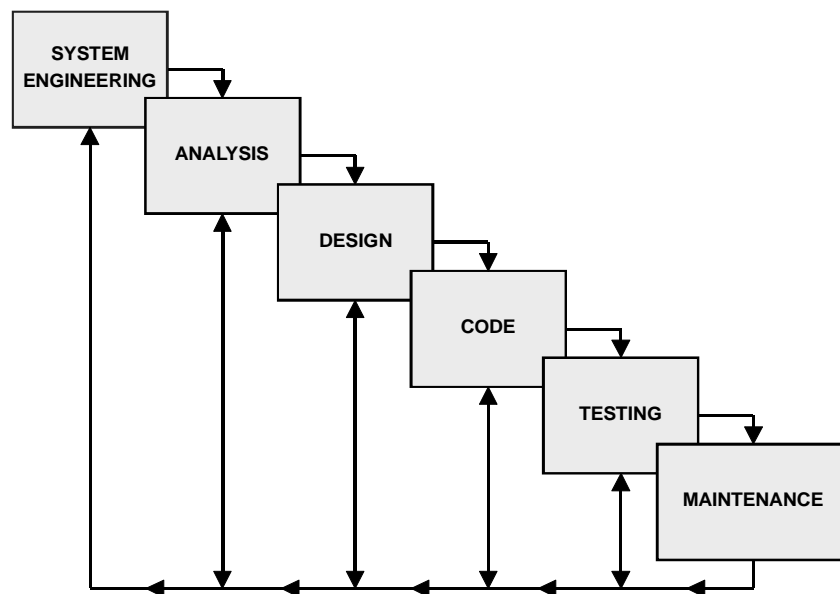 SYSTEM
ENGINEERING
ANALYSIS
DESIGN
CODE
TESTING
MAINTENANCE